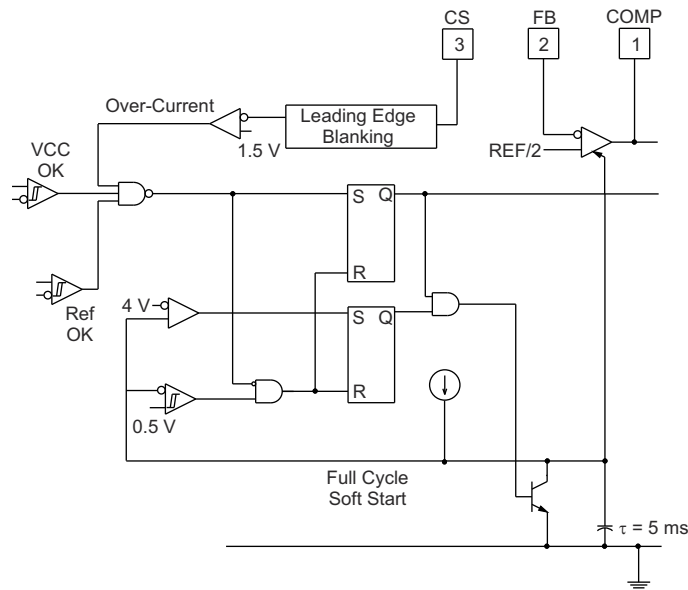 CS
FB
COMP
3
2
1
Over-Current
Leading Edge
Blanking
1.5 V
REF/2
VCC
OK
S
Q
R
Ref
OK
4 V
S
Q
R
0.5 V
Full Cycle
Soft Start
τ = 5 ms